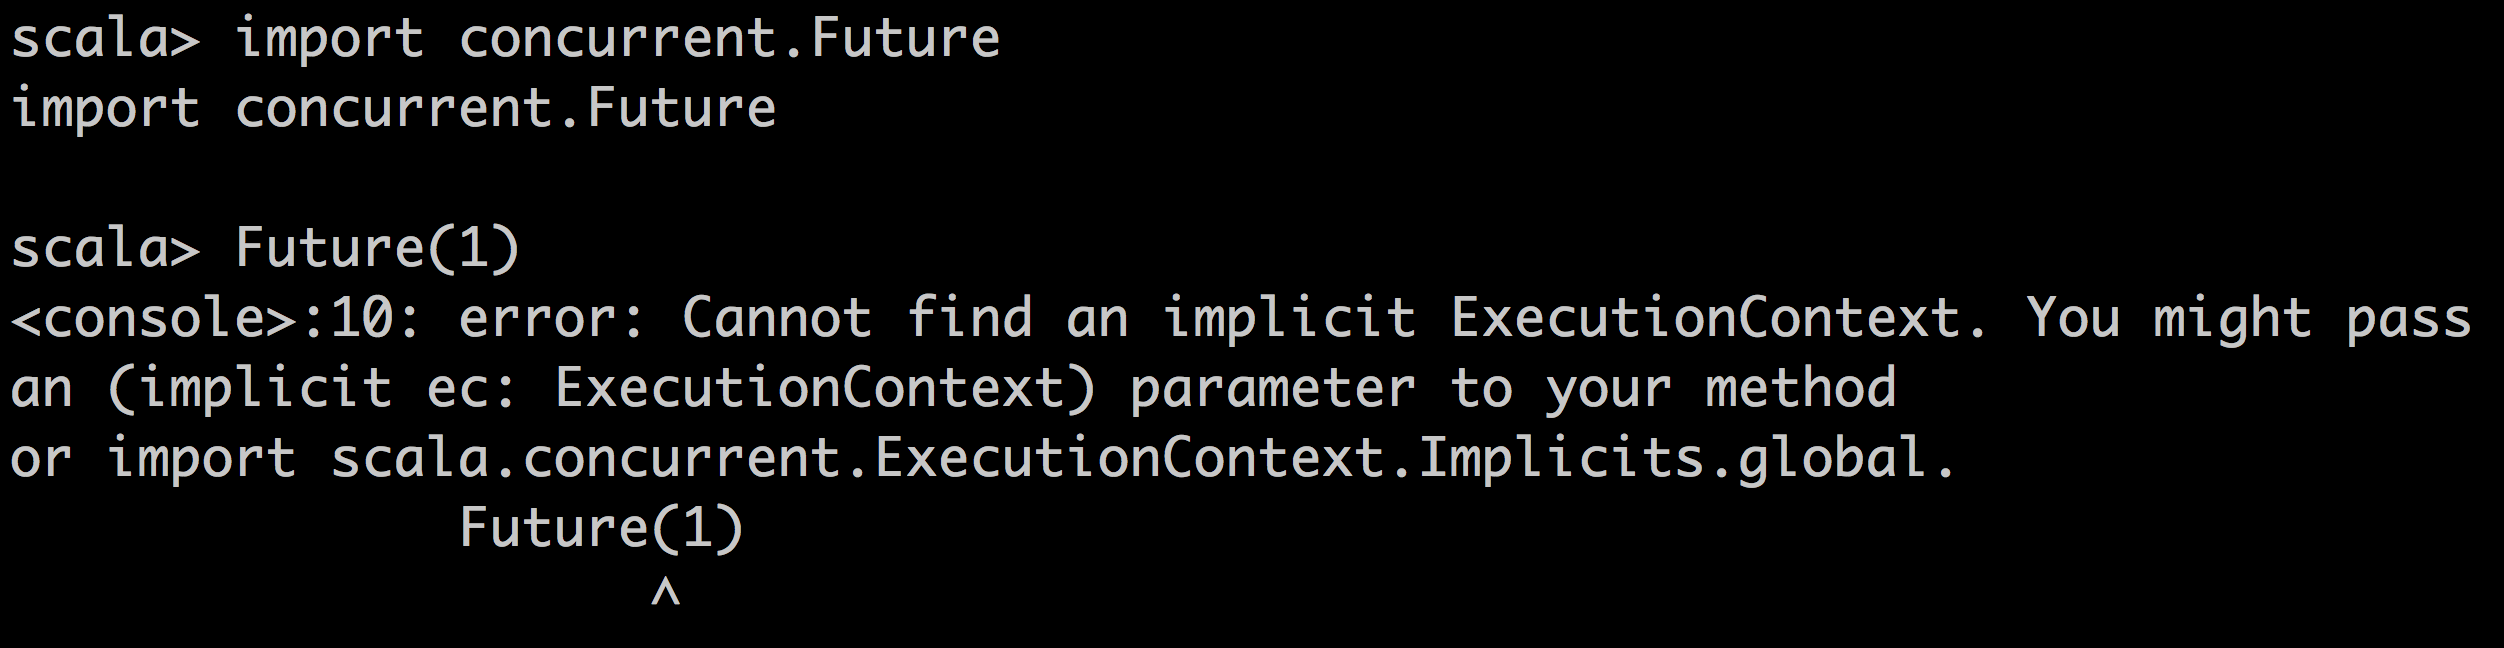 scala> import concurrent.Future
import concurrent.Future
scala> Future(1)
<console>:10: error: Cannot find an implicit ExecutionContext. You might pass
an (implicit ec: ExecutionContext) parameter to your method
or import scala.concurrent.ExecutionContext.Implicits.global.
Future(1)
^